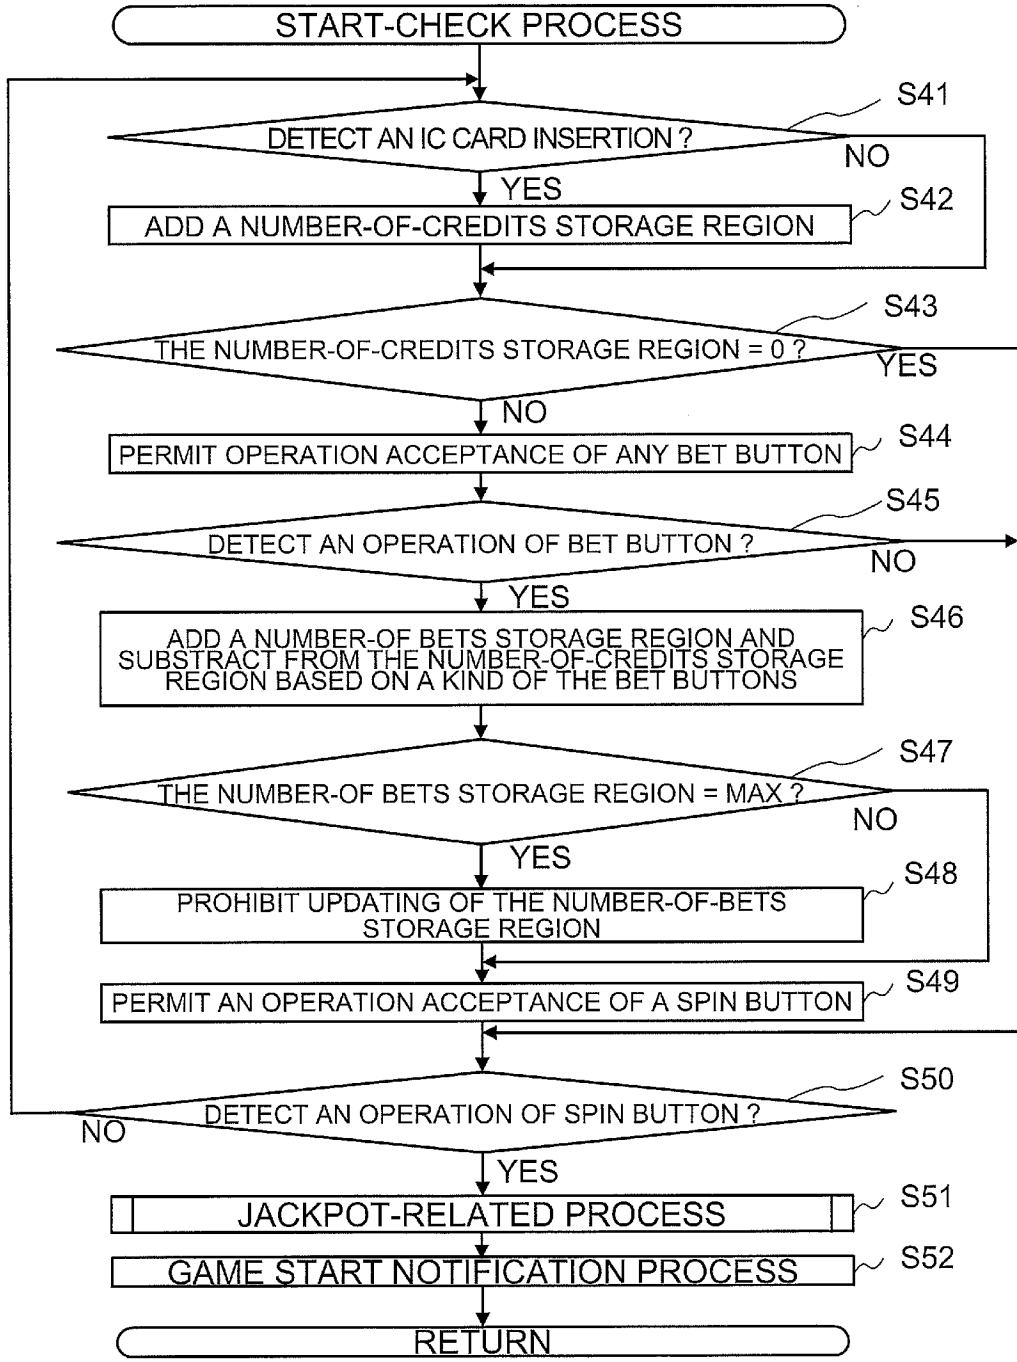 START-CHECK PROCESS
S41
DETECT AN IC CARD INSERTION ?
NO
YES
S42
ADD A NUMBER-OF-CREDITS STORAGE REGION
S43
THE NUMBER-OF-CREDITS STORAGE REGION = 0 ?
YES
NO
S44
PERMIT OPERATION ACCEPTANCE OF ANY BET BUTTON
S45
DETECT AN OPERATION OF BET BUTTON ?
NO
YES
S46
ADD A NUMBER-OF BETS STORAGE REGION AND
SUBSTRACT FROM THE NUMBER-OF-CREDITS STORAGE
REGION BASED ON A KIND OF THE BET BUTTONS
S47
THE NUMBER-OF BETS STORAGE REGION = MAX ?
NO
YES
S48
PROHIBIT UPDATING OF THE NUMBER-OF-BETS
STORAGE REGION
S49
PERMIT AN OPERATION ACCEPTANCE OF A SPIN BUTTON
S50
DETECT AN OPERATION OF SPIN BUTTON ?
NO
YES
S51
JACKPOT-RELATED PROCESS
S52
GAME START NOTIFICATION PROCESS
RETURN